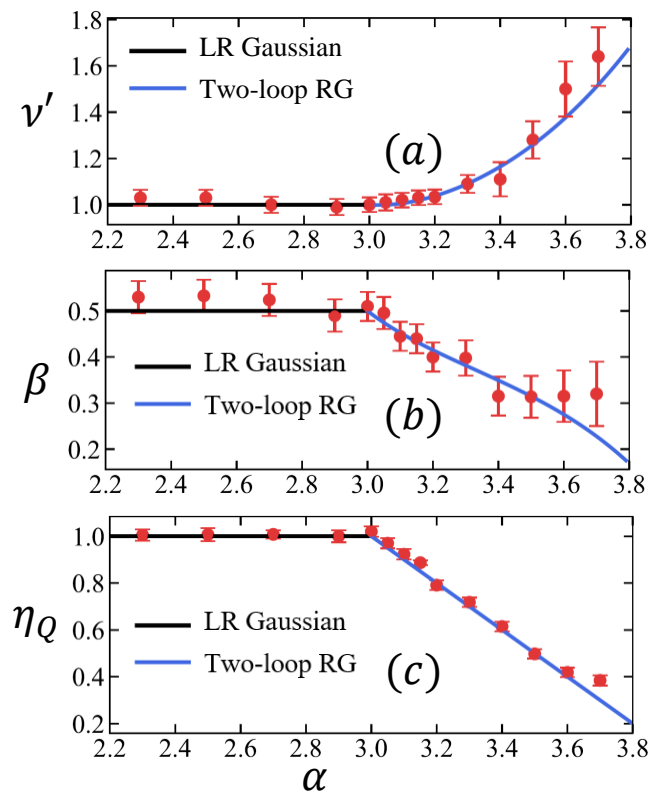 1.8
LR Gaussian
1.6
Two-loop RG
ν′
1.4
(a)
1.2
1.0
2.2 2.4 2.6 2.8 3.0 3.2 3.4 3.6 3.8
0.5
0.4
LR Gaussian
β
Two-loop RG
(b)
0.3
0.2
2.2 2.4 2.6 2.8 3.0 3.2 3.4 3.6 3.8
1.0
0.8
η_Q
LR Gaussian
0.6
Two-loop RG
(c)
0.4
0.2
2.2 2.4 2.6 2.8 3.0 3.2 3.4 3.6 3.8
α